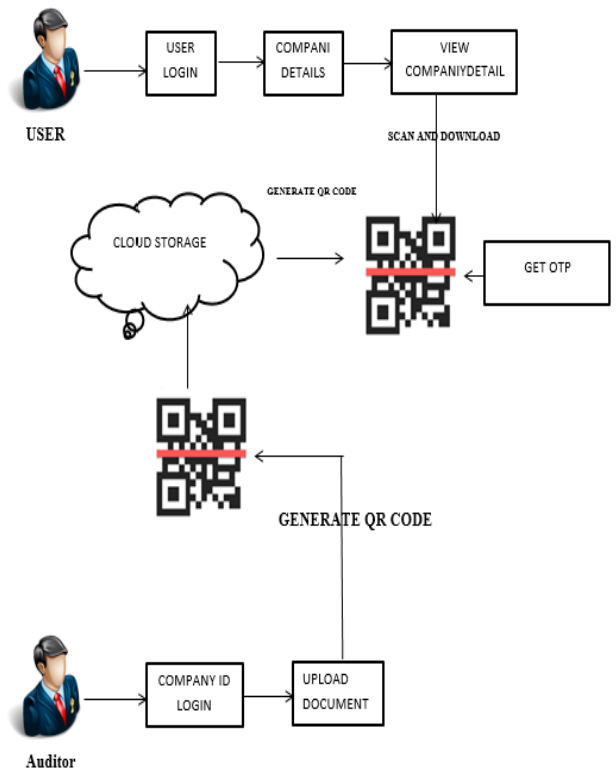 USER
LOGIN
COMPANI
DETAILS
VIEW
COMPANIYDETAIL
USER
SCAN AND DOWNLOAD
GENERATE QR CODE
CLOUD STORAGE
GET OTP
GENERATE QR CODE
COMPANY ID
LOGIN
UPLOAD
DOCUMENT
Auditor